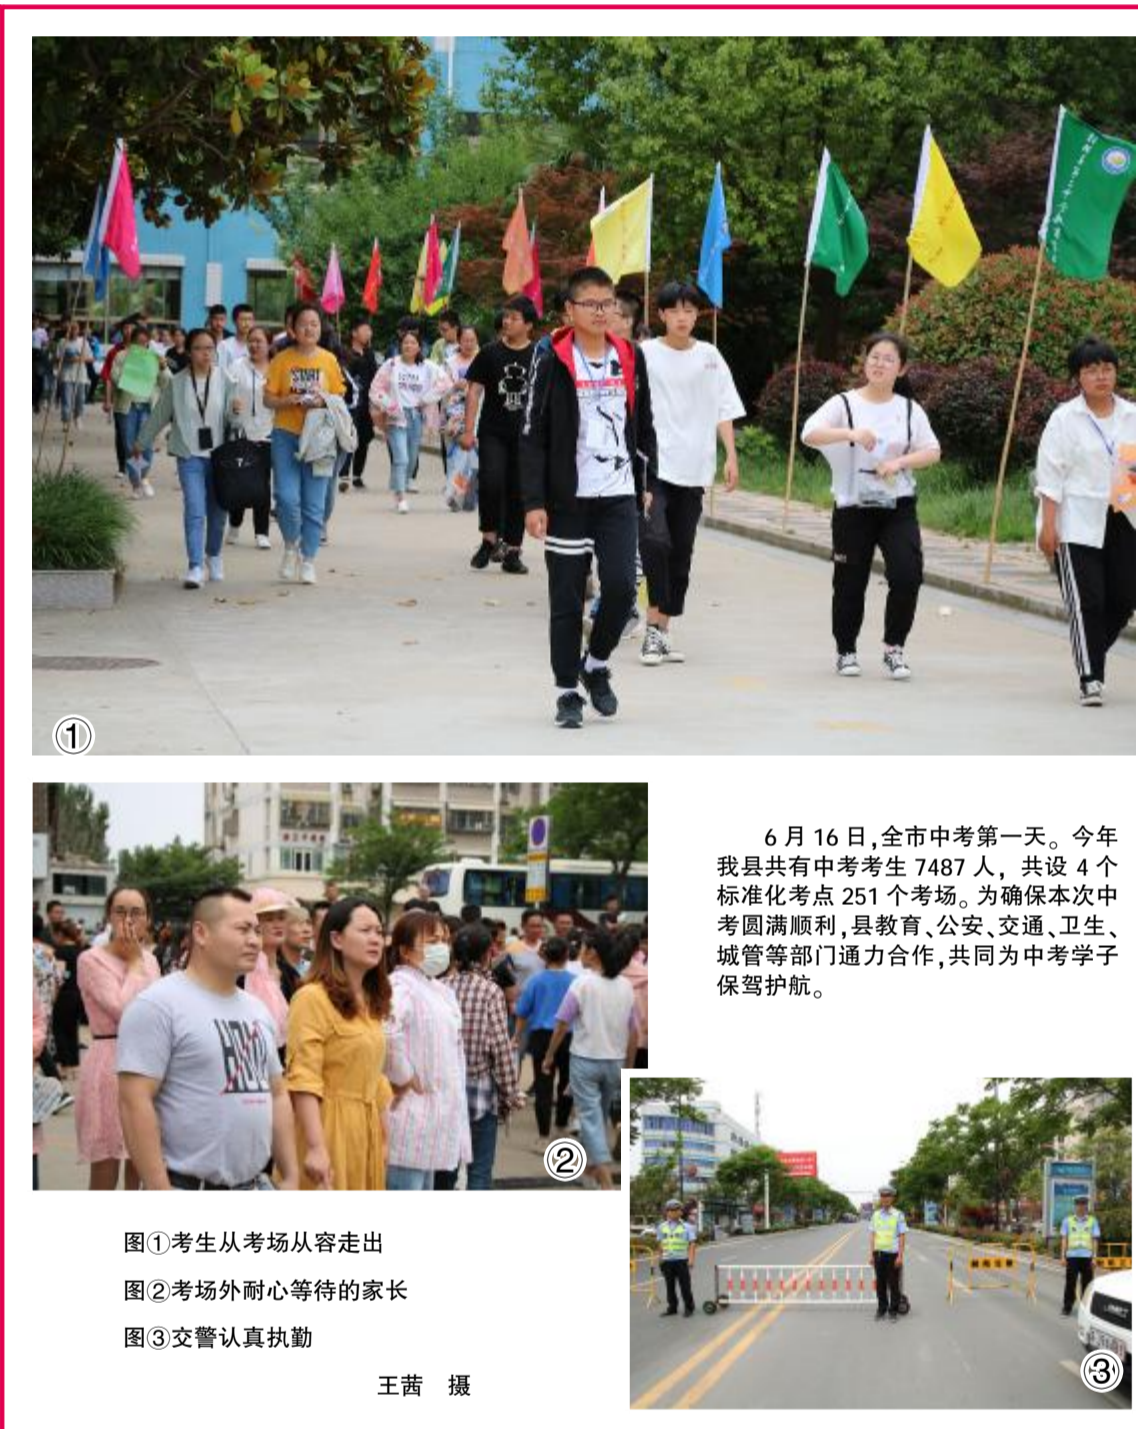 ①
6 月 16 日,全市中考第一天。今年
我县共有中考考生 7487 人，共设 4 个
标准化考点 251 个考场。为确保本次中
考圆满顺利,县教育、公安、交通、卫生、
城管等部门通力合作,共同为中考学子
保驾护航。
②
③
图①考生从考场从容走出
图②考场外耐心等待的家长
图③交警认真执勤
王茜　摄